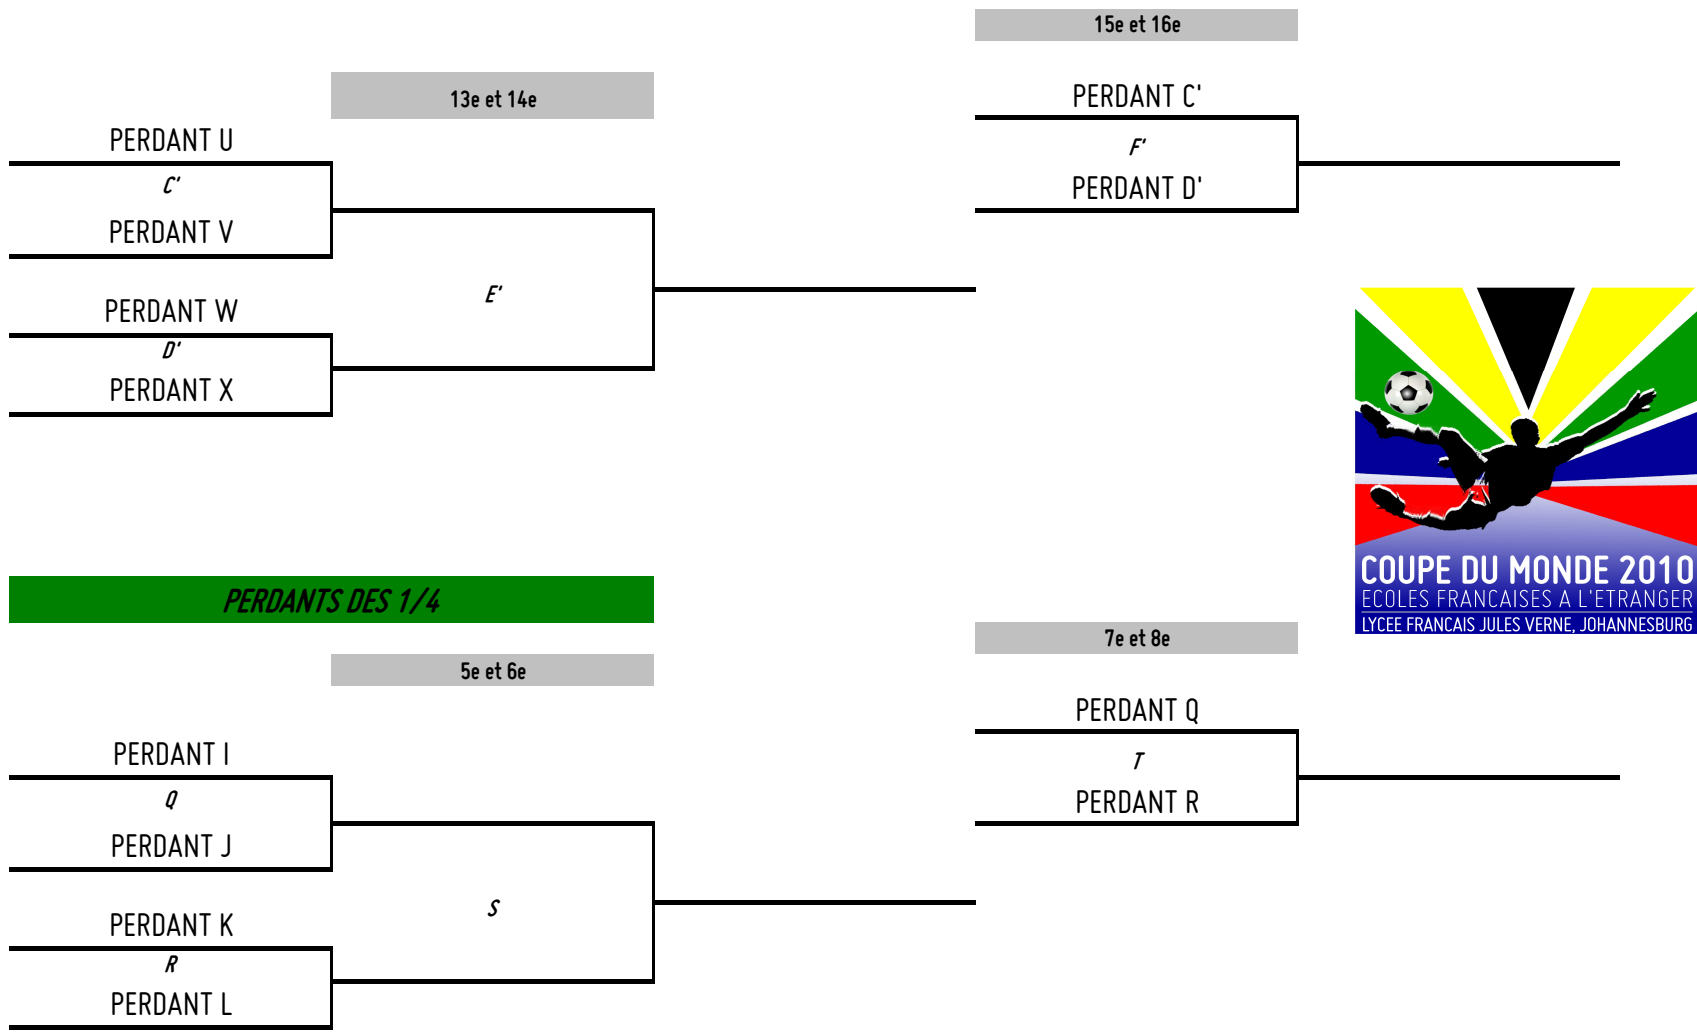 15e et 16e
13e et 14e
PERDANT C'
PERDANT U
F'
C'
PERDANT D'
PERDANT V
E'
PERDANT W
D'
PERDANT X
COUPE DU MONDE 2010
ECOLES FRANCAISES A L'ETRANGER
LYCEE FRANCAIS JULES VERNE, JOHANNESBURG
PERDANTS DES 1/4
7e et 8e
5e et 6e
PERDANT Q
PERDANT I
T
Q
PERDANT R
PERDANT J
S
PERDANT K
R
PERDANT L